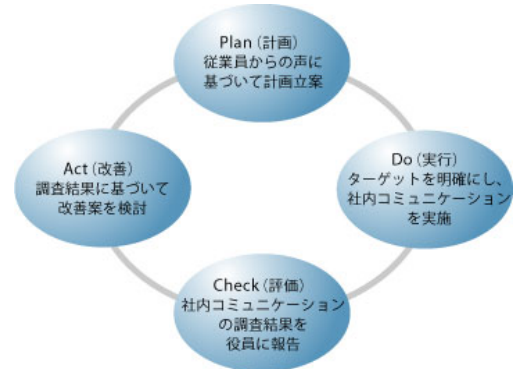 Plan（計画）
従業員からの声に
基づいて計画立案
Do（実行）
ターゲットを明確にし、
社内コミュニケーション
を実施
Check（評価）
社内コミュニケーション
の調査結果を
役員に報告
Act（改善）
調査結果に基づいて
改善案を検討